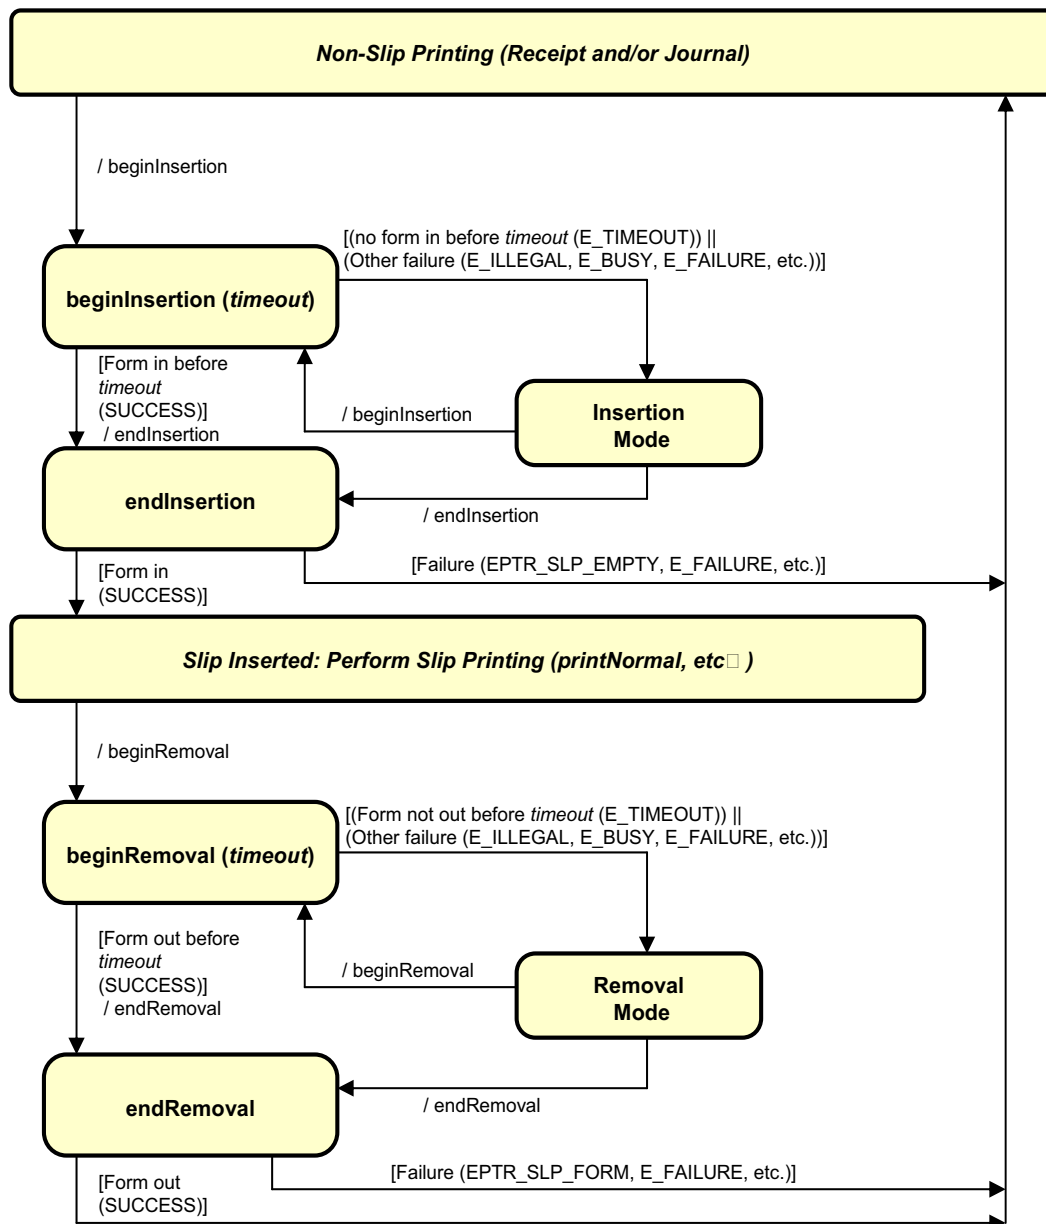 Non-Slip Printing (Receipt and/or Journal)
/ beginInsertion
[(no form in before timeout (E_TIMEOUT)) ||
(Other failure (E_ILLEGAL, E_BUSY, E_FAILURE, etc.))]
beginInsertion (timeout)
[Form in before
timeout
(SUCCESS)]
/ endInsertion
/ beginInsertion
Insertion
Mode
endInsertion
/ endInsertion
[Failure (EPTR_SLP_EMPTY, E_FAILURE, etc.)]
[Form in
(SUCCESS)]
Slip Inserted: Perform Slip Printing (printNormal, etc□ )
/ beginRemoval
[(Form not out before timeout (E_TIMEOUT)) ||
(Other failure (E_ILLEGAL, E_BUSY, E_FAILURE, etc.))]
beginRemoval (timeout)
[Form out before
timeout
(SUCCESS)]
/ endRemoval
/ beginRemoval
Removal
Mode
endRemoval
/ endRemoval
[Failure (EPTR_SLP_FORM, E_FAILURE, etc.)]
[Form out
(SUCCESS)]